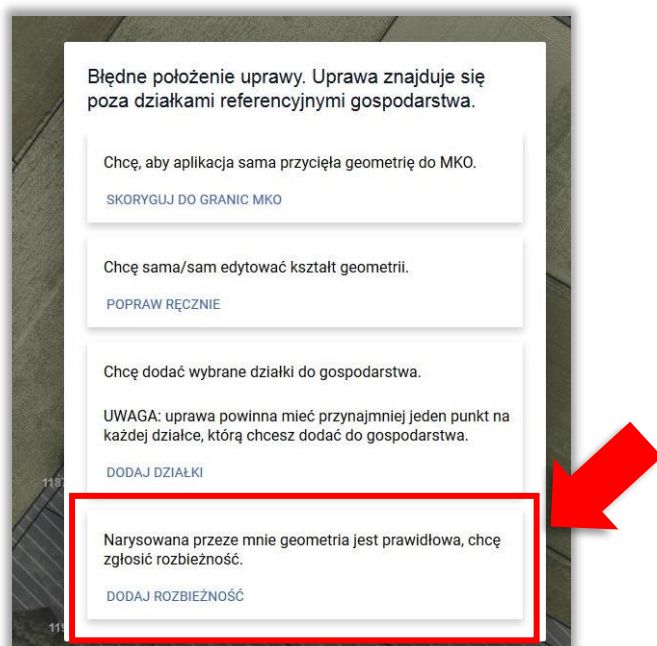 Błędne położenie uprawy. Uprawa znajduje się
poza działkami referencyjnymi gospodarstwa.
Chcę, aby aplikacja sama przycięła geometrię do MKO.
SKORYGUJ DO GRANIC MKO
Chcę sama/sam edytować kształt geometrii.
POPRAW RĘCZNIE
Chcę dodać wybrane działki do gospodarstwa.
UWAGA: uprawa powinna mieć przynajmniej jeden punkt na
każdej działce, którą chcesz dodać do gospodarstwa.
DODAJ DZIAŁKI
1187
Narysowana przeze mnie geometria jest prawidłowa, chcę
zgłosić rozbieżność.
DODAJ ROZBIEŻNOŚĆ